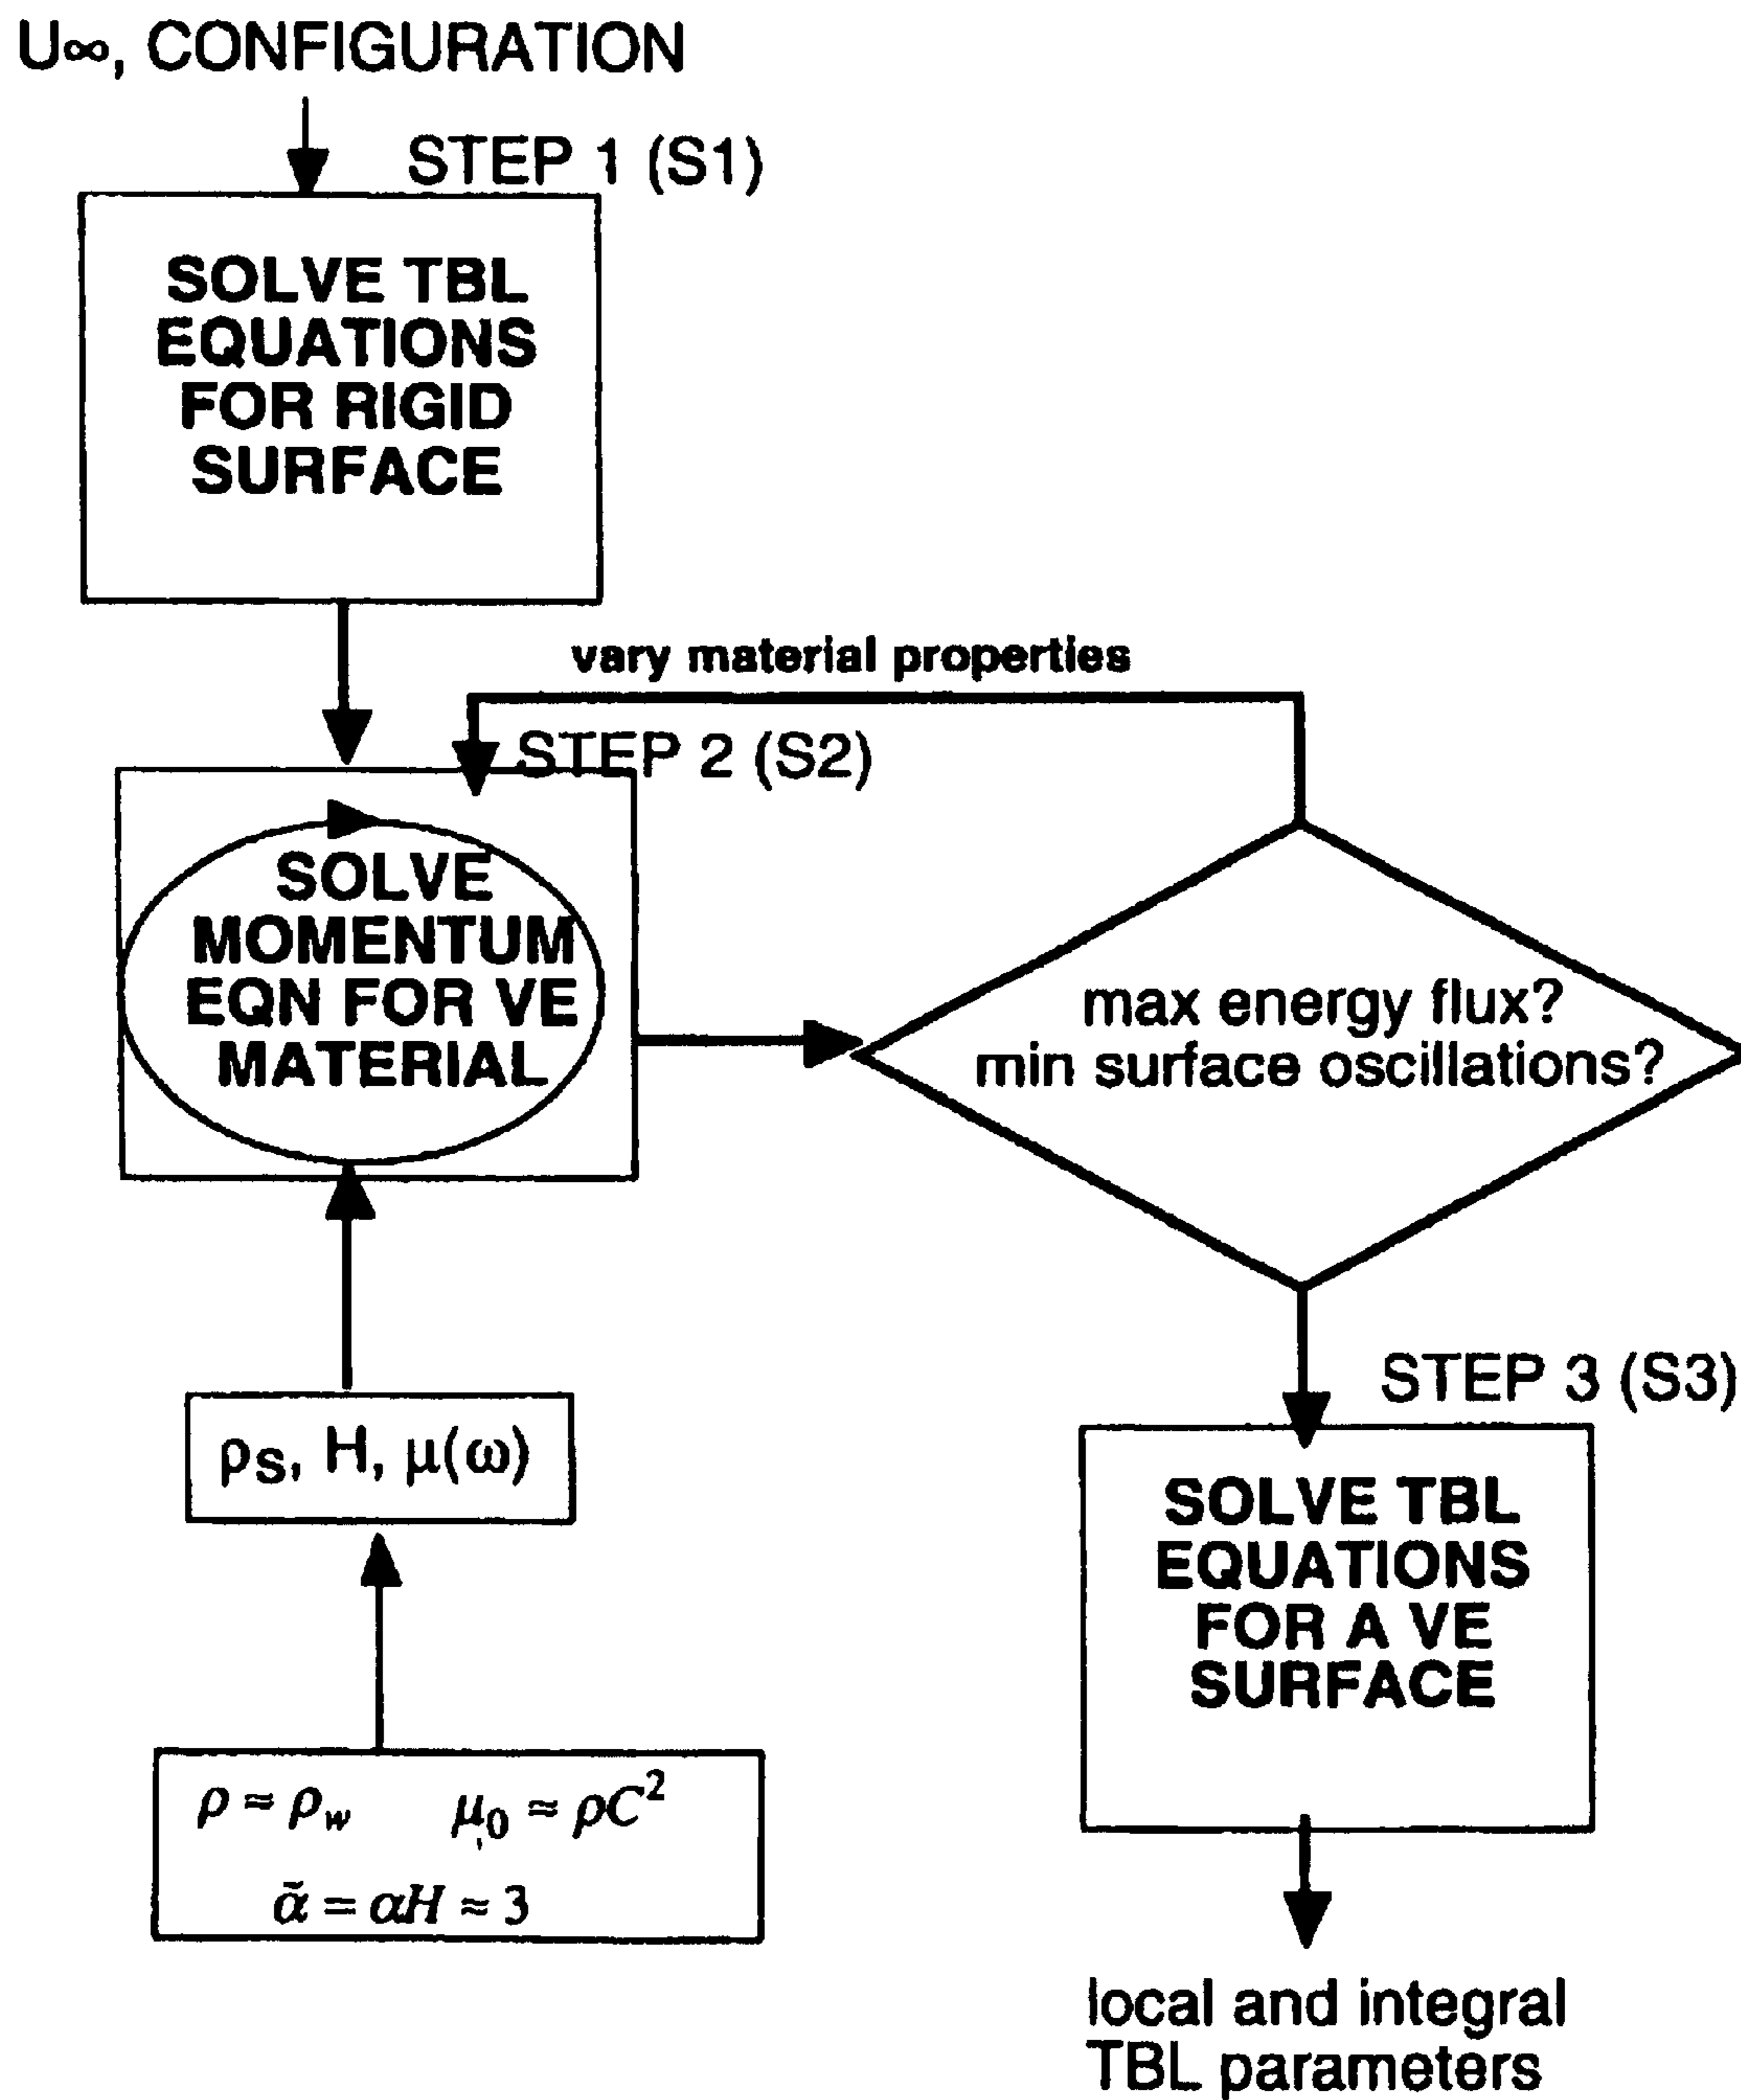 U∞, CONFIGURATION
STEP 1 (S1)
SOLVE TBL
EQUATIONS
FOR RIGID
SURFACE
vary material properties
STEP 2 (S2)
SOLVE
MOMENTUM
EQN FOR VE
MATERIAL
max energy flux?
min surface oscillations?
ρs, H, μ(ω)
STEP 3 (S3)
SOLVE TBL
EQUATIONS
FOR A VE
SURFACE
ρ ≈ ρ_w    μ₀ ≈ ρC²
α̃ = αH ≈ 3
local and integral
TBL parameters